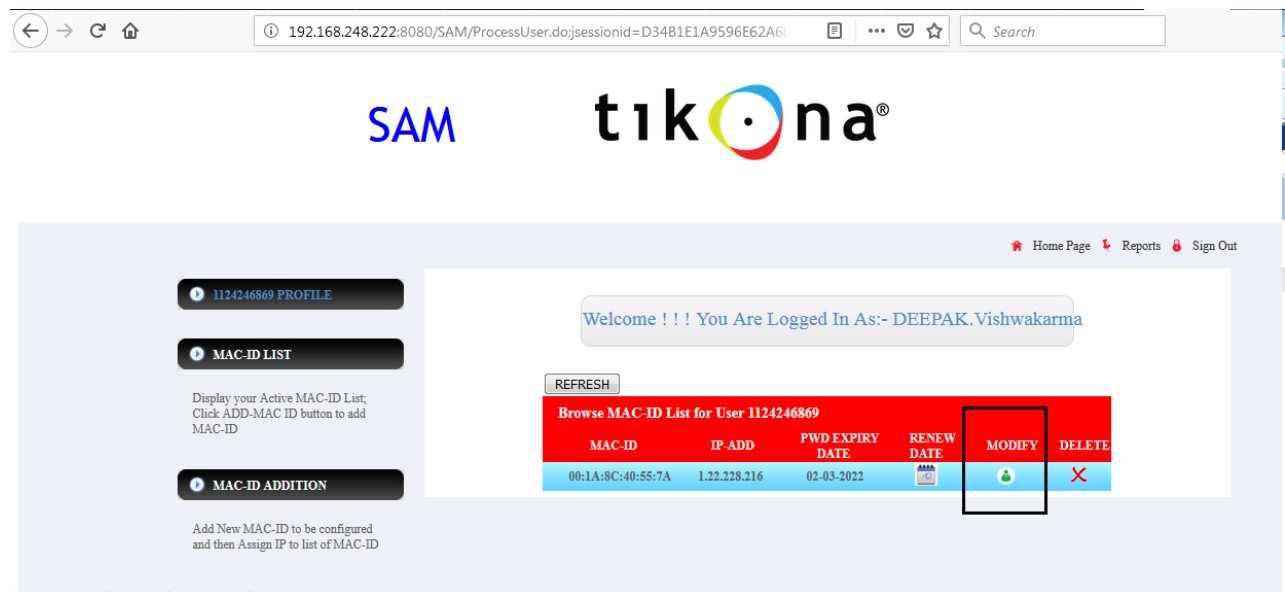 192.168.248.222:8080/SAM/ProcessUser.do;jsessionid=D34B1E1A9596E62A60
Search
SAM
tikona®
Home Page Reports Sign Out
1124246869 PROFILE
MAC-ID LIST
Display your Active MAC-ID List;
Click ADD-MAC ID button to add
MAC-ID
MAC-ID ADDITION
Add New MAC-ID to be configured
and then Assign IP to list of MAC-ID
Welcome ! ! ! You Are Logged In As:- DEEPAK.Vishwakarma
REFRESH
Browse MAC-ID List for User 1124246869
MAC-ID IP-ADD PWD EXPIRY DATE RENEW DATE MODIFY DELETE
00:1A:8C:40:55:7A 1.22.228.216 02-03-2022